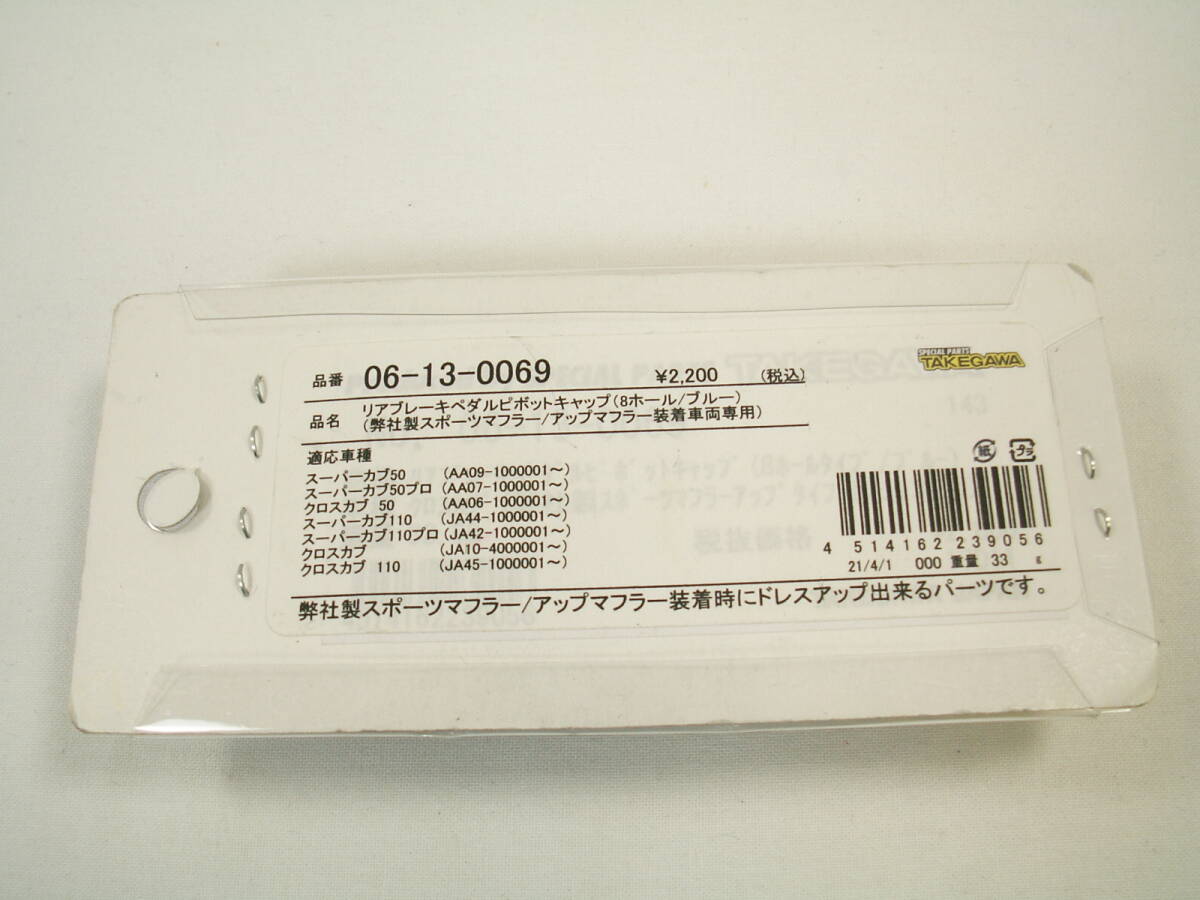 SPECIAL PARTS
TAKEGAWA
品番 06-13-0069 ¥2,200 (税込)
品名 リアブレーキペダルピボットキャップ(8ホール/ブルー)
(弊社製スポーツマフラー/アップマフラー装着車両専用)
適応車種
スーパーカブ50 (AA09-1000001~)
スーパーカブ50プロ (AA07-1000001~)
クロスカブ 50 (AA06-1000001~)
スーパーカブ110 (JA44-1000001~)
スーパーカブ110プロ (JA42-1000001~)
クロスカブ (JA10-4000001~)
クロスカブ 110 (JA45-1000001~)
紙 プラ
4 514162 239056
21/4/1 000 重量 33 g
弊社製スポーツマフラー/アップマフラー装着時にドレスアップ出来るパーツです。
143
税抜価格